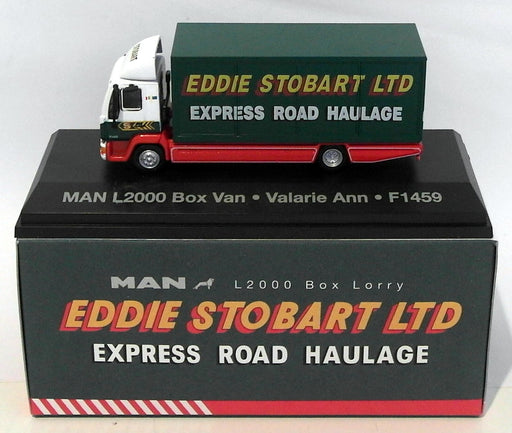 STOBART
EDDIE STOBART LTD
EXPRESS ROAD HAULAGE
MAN L2000 Box Van • Valarie Ann • F1459
MAN L2000 Box Lorry
EDDIE STOBART LTD
EXPRESS ROAD HAULAGE